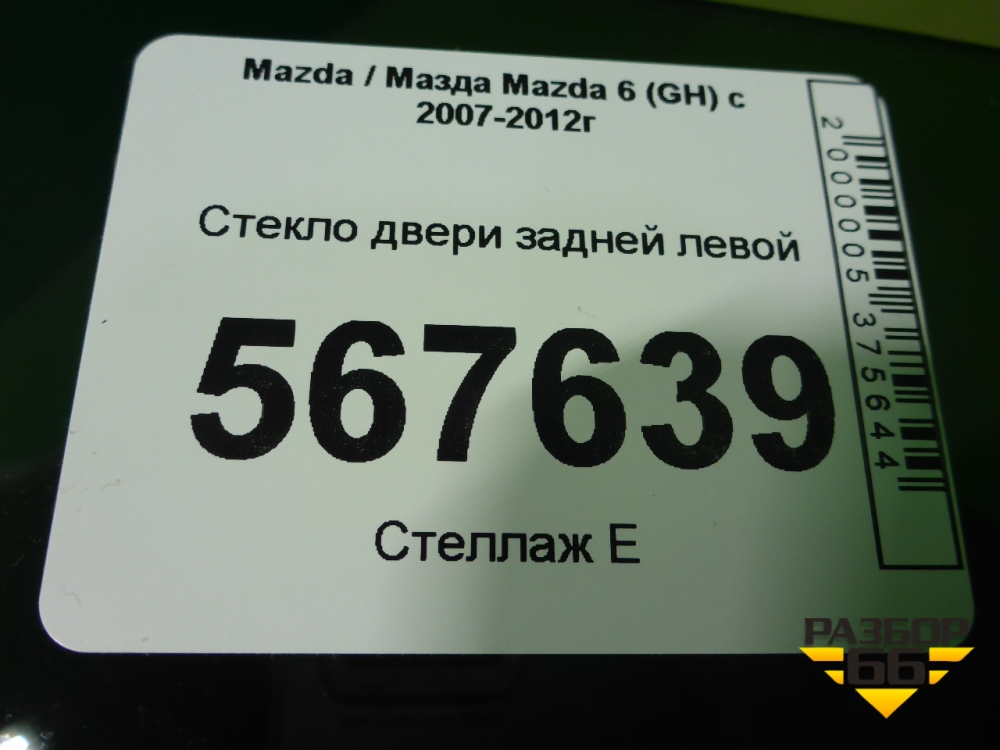 Mazda / Мазда Mazda 6 (GH) с
2007-2012г
Стекло двери задней левой
567639
Стеллаж Е
2000005375644
РАЗБОР
66